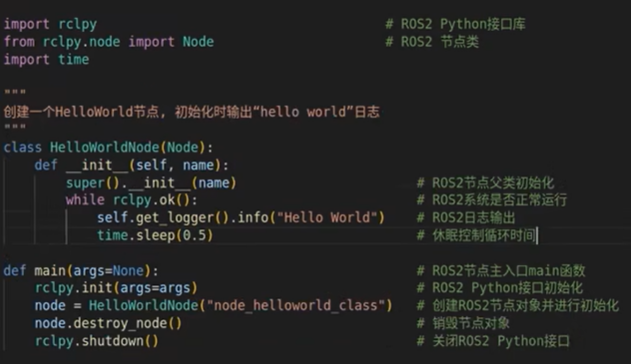 import rclpy # ROS2 Python接口库
from rclpy.node import Node # ROS2 节点类
import time
"""
创建一个HelloWorld节点, 初始化时输出“hello world”日志
"""
class HelloWorldNode(Node):
def __init__(self, name):
super().__init__(name) # ROS2节点父类初始化
while rclpy.ok(): # ROS2系统是否正常运行
self.get_logger().info("Hello World") # ROS2日志输出
time.sleep(0.5) # 休眠控制循环时间
def main(args=None): # ROS2节点主入口main函数
rclpy.init(args=args) # ROS2 Python接口初始化
node = HelloWorldNode("node_helloworld_class") # 创建ROS2节点对象并进行初始化
node.destroy_node() # 销毁节点对象
rclpy.shutdown() # 关闭ROS2 Python接口